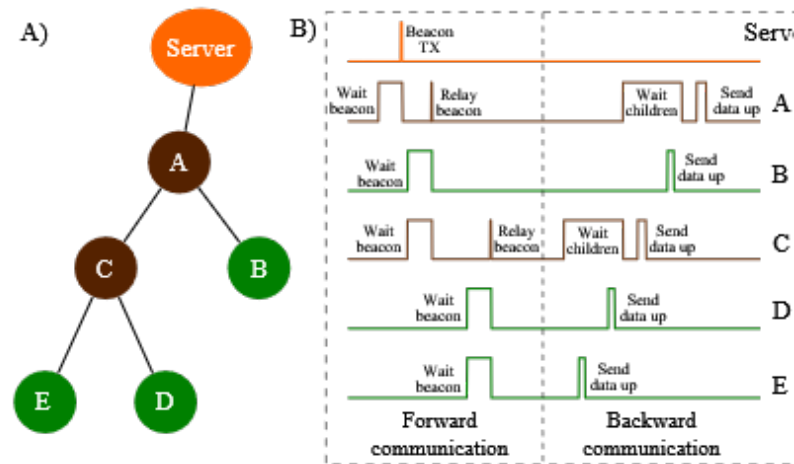 A)
Server
A
C
B
E
D
B)
Beacon
TX
Serv
Wait
beacon
Relay
beacon
Wait
children
Send
data up
A
Wait
beacon
Send
data up
B
Wait
beacon
Relay
beacon
Wait
children
Send
data up
C
Wait
beacon
Send
data up
D
Wait
beacon
Send
data up
E
Forward
communication
Backward
communication